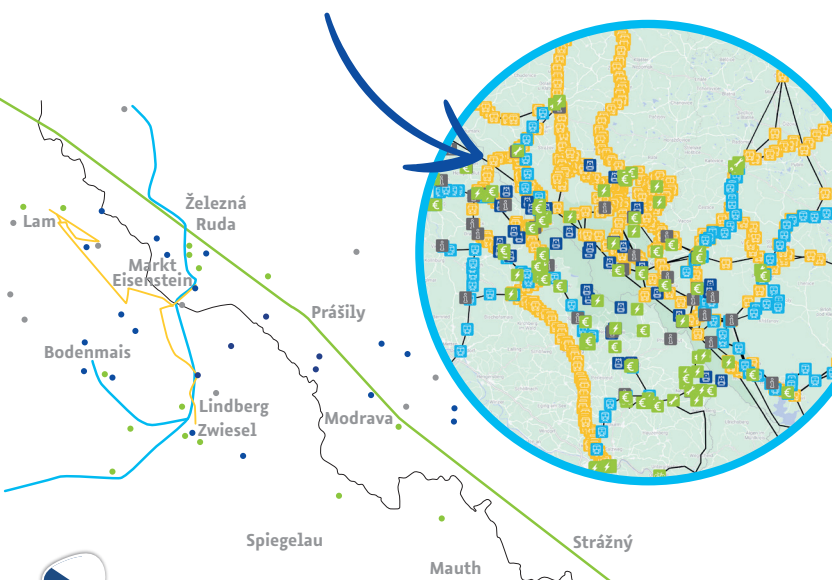 Železná
Ruda
Lam
Markt
Eisenstein
Prášily
Bodenmais
Lindberg
Modrava
Zwiesel
Spiegelau
Strážný
Mauth